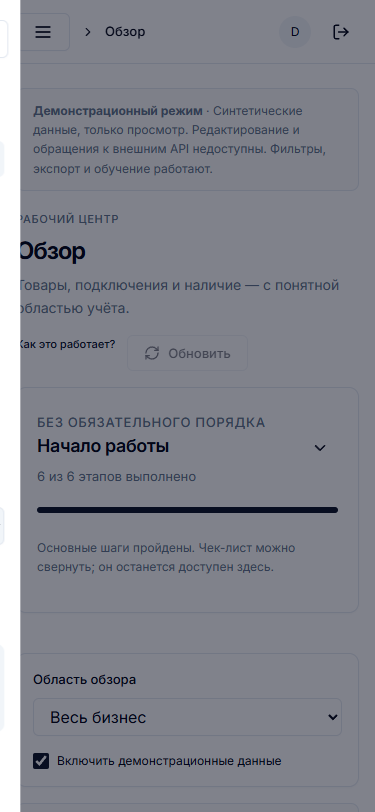 Обзор
D
Демонстрационный режим · Синтетические
данные, только просмотр. Редактирование и
обращения к внешним API недоступны. Фильтры,
экспорт и обучение работают.
РАБОЧИЙ ЦЕНТР
Обзор
Товары, подключения и наличие — с понятной
областью учёта.
Как это работает?
Обновить
БЕЗ ОБЯЗАТЕЛЬНОГО ПОРЯДКА
Начало работы
6 из 6 этапов выполнено
Основные шаги пройдены. Чек-лист можно
свернуть; он останется доступен здесь.
Область обзора
Весь бизнес
Включить демонстрационные данные